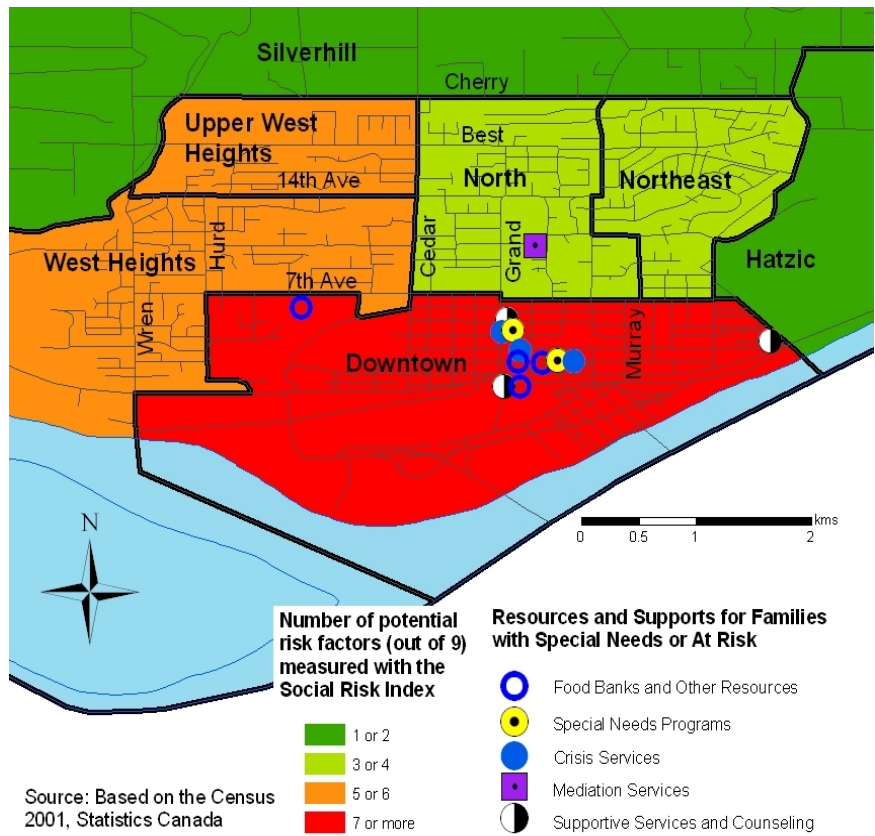 Silverhill
Cherry
Upper West
Heights
Best
14th Ave
North
Northeast
Hurd
Cedar
Grand
West Heights
7th Ave
Hatzic
Wren
Downtown
Murray
N
kms
0 0.5 1 2
Number of potential
risk factors (out of 9)
measured with the
Social Risk Index
1 or 2
3 or 4
5 or 6
7 or more
Resources and Supports for Families
with Special Needs or At Risk
Food Banks and Other Resources
Special Needs Programs
Crisis Services
Mediation Services
Supportive Services and Counseling
Source: Based on the Census
2001, Statistics Canada